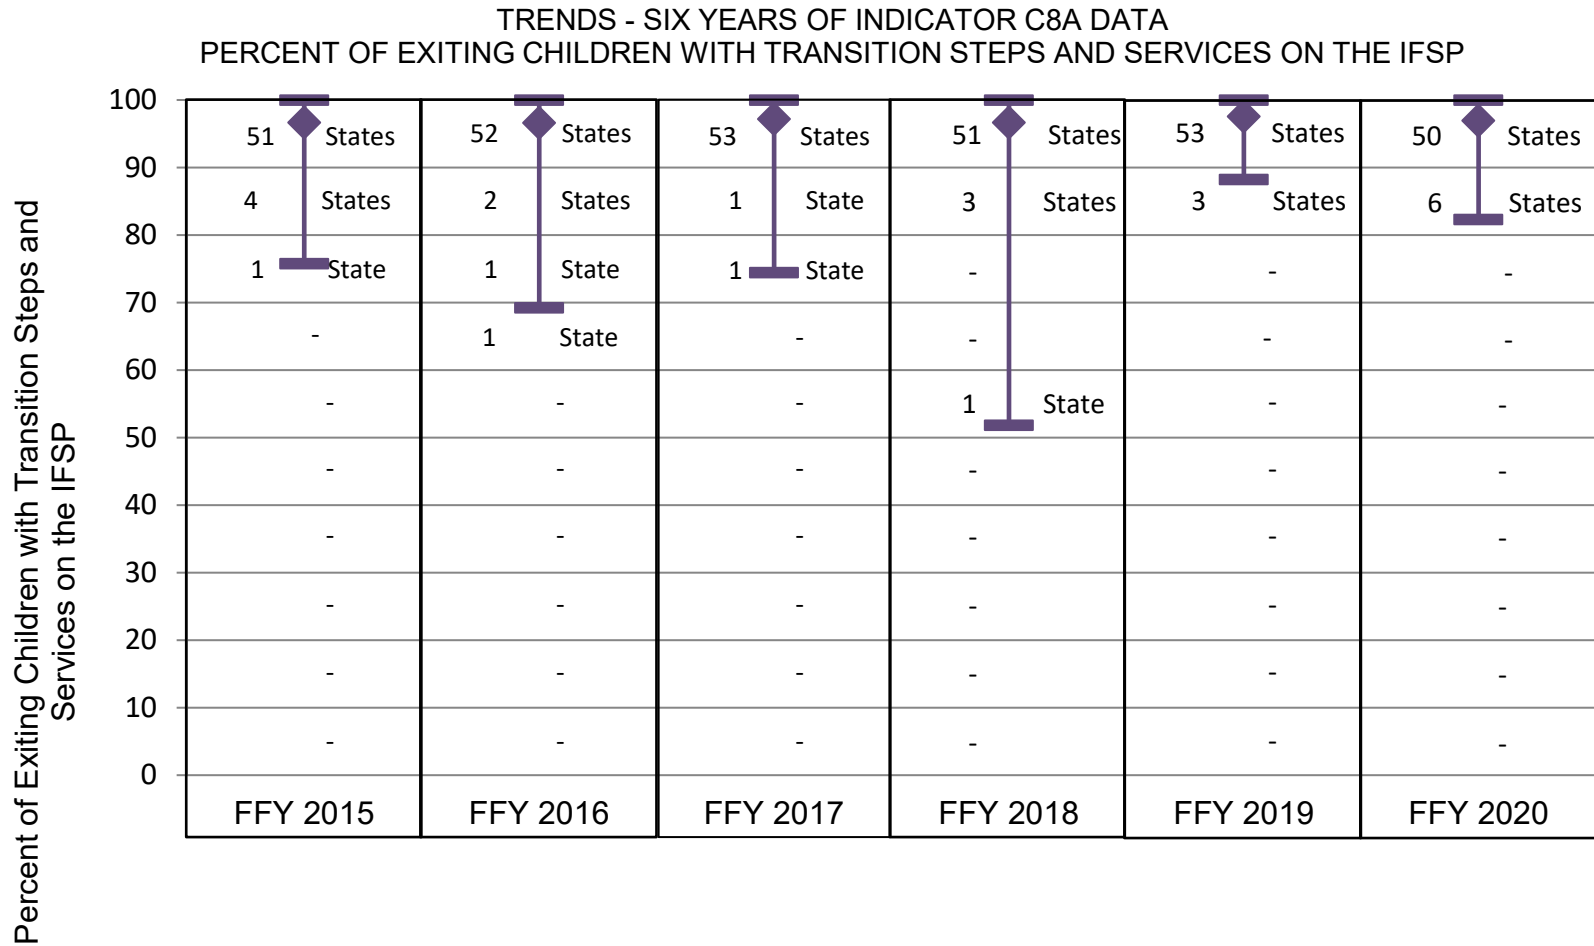 TRENDS - SIX YEARS OF INDICATOR C8A DATA
PERCENT OF EXITING CHILDREN WITH TRANSITION STEPS AND SERVICES ON THE IFSP
Percent of Exiting Children with Transition Steps and
Services on the IFSP
100
51 States 52 States 53 States 51 States 53 States 50 States
90
4 States 2 States 1 State 3 States 3 States 6 States
80
1 State 1 State 1 State - - -
70
- 1 State - - - -
60
- - - 1 State - -
50
- - - - - -
40
- - - - - -
30
- - - - - -
20
- - - - - -
10
- - - - - -
0
FFY 2015 FFY 2016 FFY 2017 FFY 2018 FFY 2019 FFY 2020